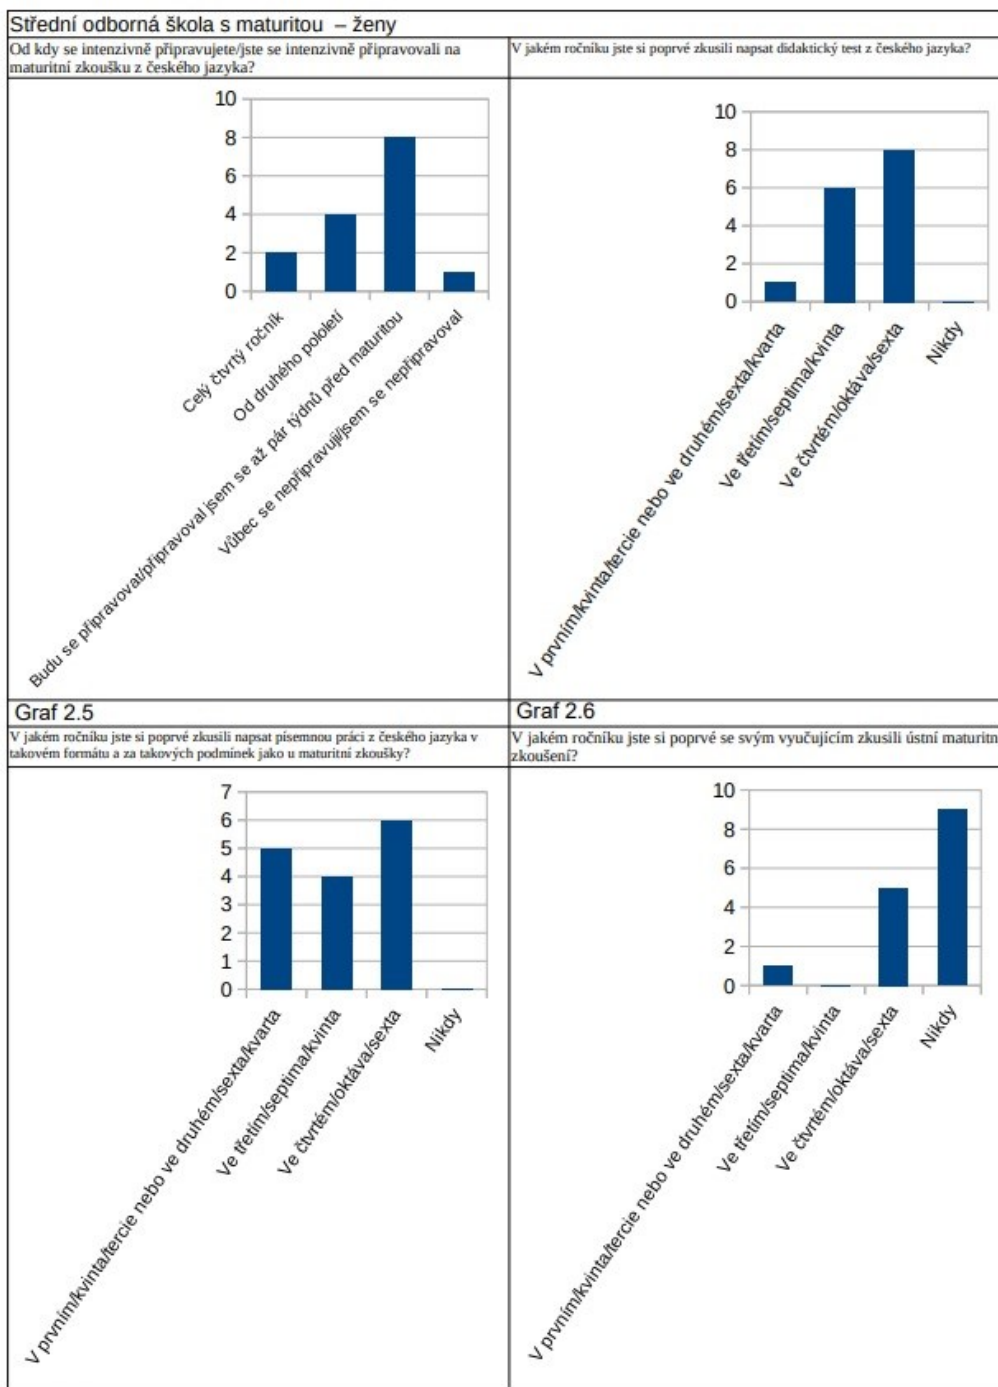 Střední odborná škola s maturitou – ženy
Od kdy se intenzivně připravujete/jste se intenzivně připravovali na
maturitní zkoušku z českého jazyka?
10
8
6
4
2
0
Celý čtvrtý ročník
Od druhého pololetí
Budu se připravovat/připravoval jsem se až pár týdnů před maturitou
Vůbec se nepřipravuji/jsem se nepřipravoval
V jakém ročníku jste si poprvé zkusili napsat didaktický test z českého jazyka?
10
8
6
4
2
0
V prvním/kvinta/tercie nebo ve druhém/sexta/kvarta
Ve třetím/septima/kvinta
Ve čtvrtém/oktáva/sexta
Nikdy
Graf 2.5
Graf 2.6
V jakém ročníku jste si poprvé zkusili napsat písemnou práci z českého jazyka v
takovém formátu a za takových podmínek jako u maturitní zkoušky?
7
6
5
4
3
2
1
0
V prvním/kvinta/tercie nebo ve druhém/sexta/kvarta
Ve třetím/septima/kvinta
Ve čtvrtém/oktáva/sexta
Nikdy
V jakém ročníku jste si poprvé se svým vyučujícím zkusili ústní maturitn
zkoušení?
10
8
6
4
2
0
V prvním/kvinta/tercie nebo ve druhém/sexta/kvarta
Ve třetím/septima/kvinta
Ve čtvrtém/oktáva/sexta
Nikdy